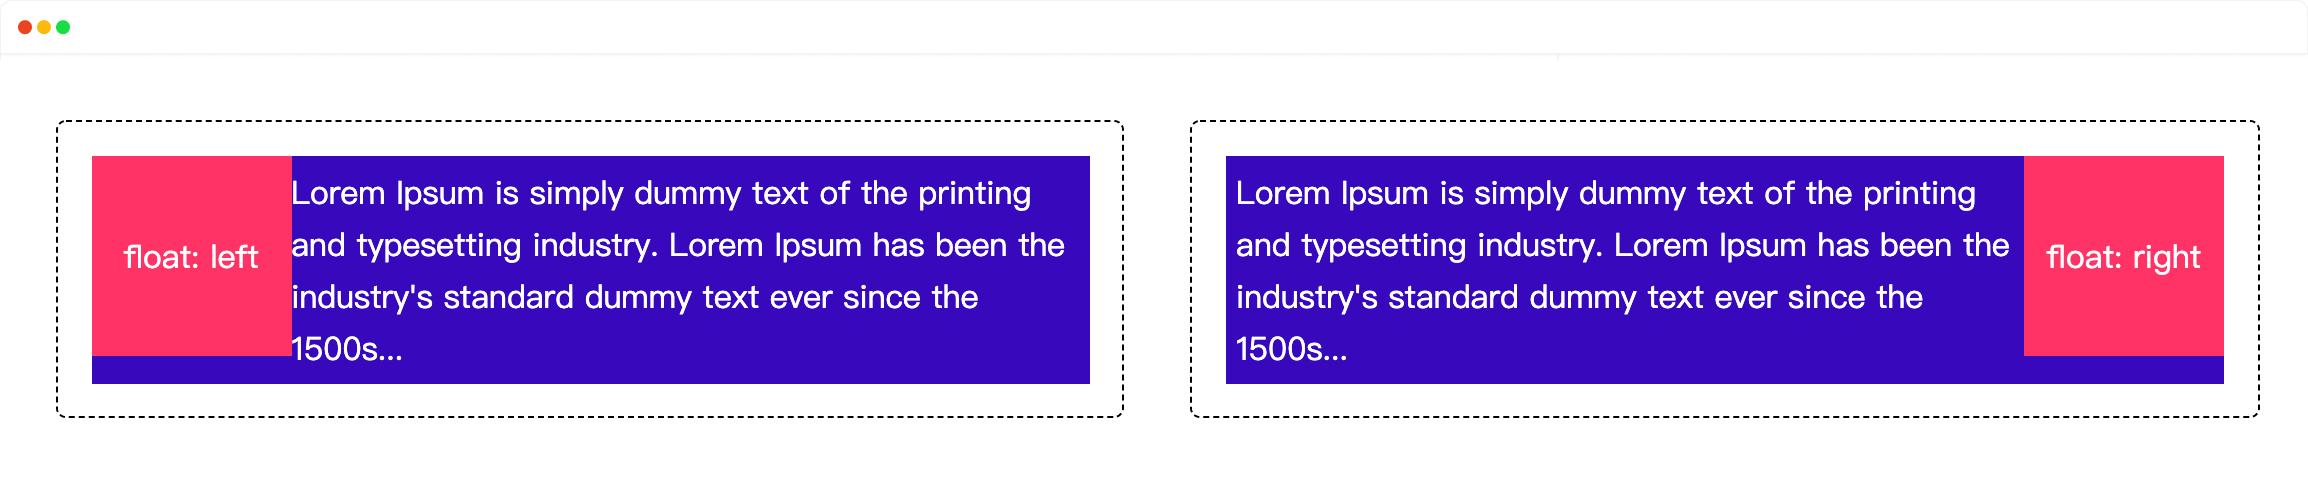 float: left
Lorem Ipsum is simply dummy text of the printing
and typesetting industry. Lorem Ipsum has been the
industry's standard dummy text ever since the
1500s...
Lorem Ipsum is simply dummy text of the printing
and typesetting industry. Lorem Ipsum has been the
industry's standard dummy text ever since the
1500s...
float: right